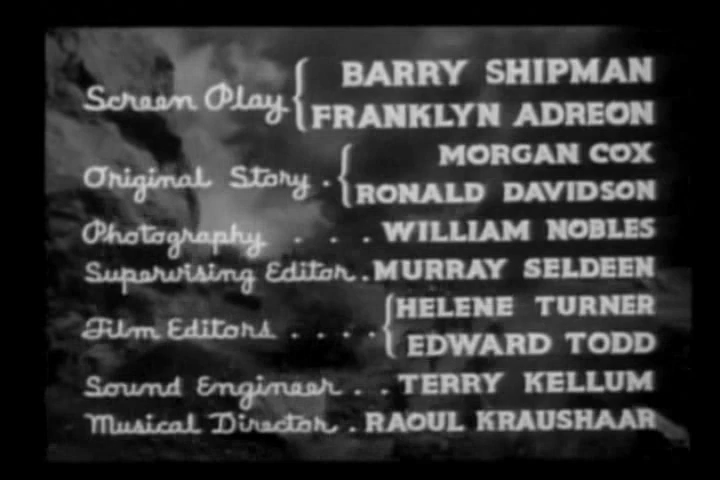 Screen Play { BARRY SHIPMAN
FRANKLYN ADREON
Original Story . { MORGAN COX
RONALD DAVIDSON
Photography . . . WILLIAM NOBLES
Supervising Editor . MURRAY SELDEEN
Film Editors . . . . { HELENE TURNER
EDWARD TODD
Sound Engineer . . TERRY KELLUM
Musical Director . RAOUL KRAUSHAAR